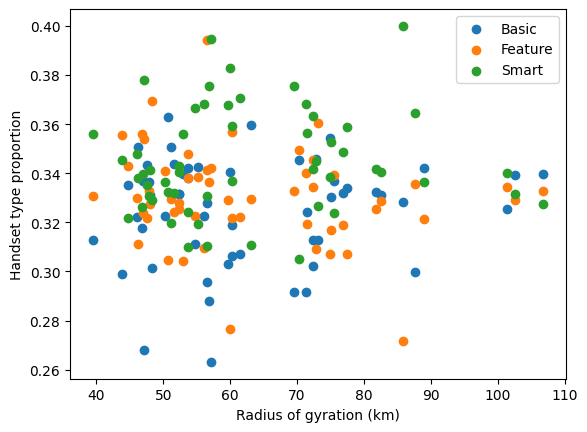 0.40
0.38
0.36
0.34
0.32
0.30
0.28
0.26
Handset type proportion
Basic
Feature
Smart
40 50 60 70 80 90 100 110
Radius of gyration (km)